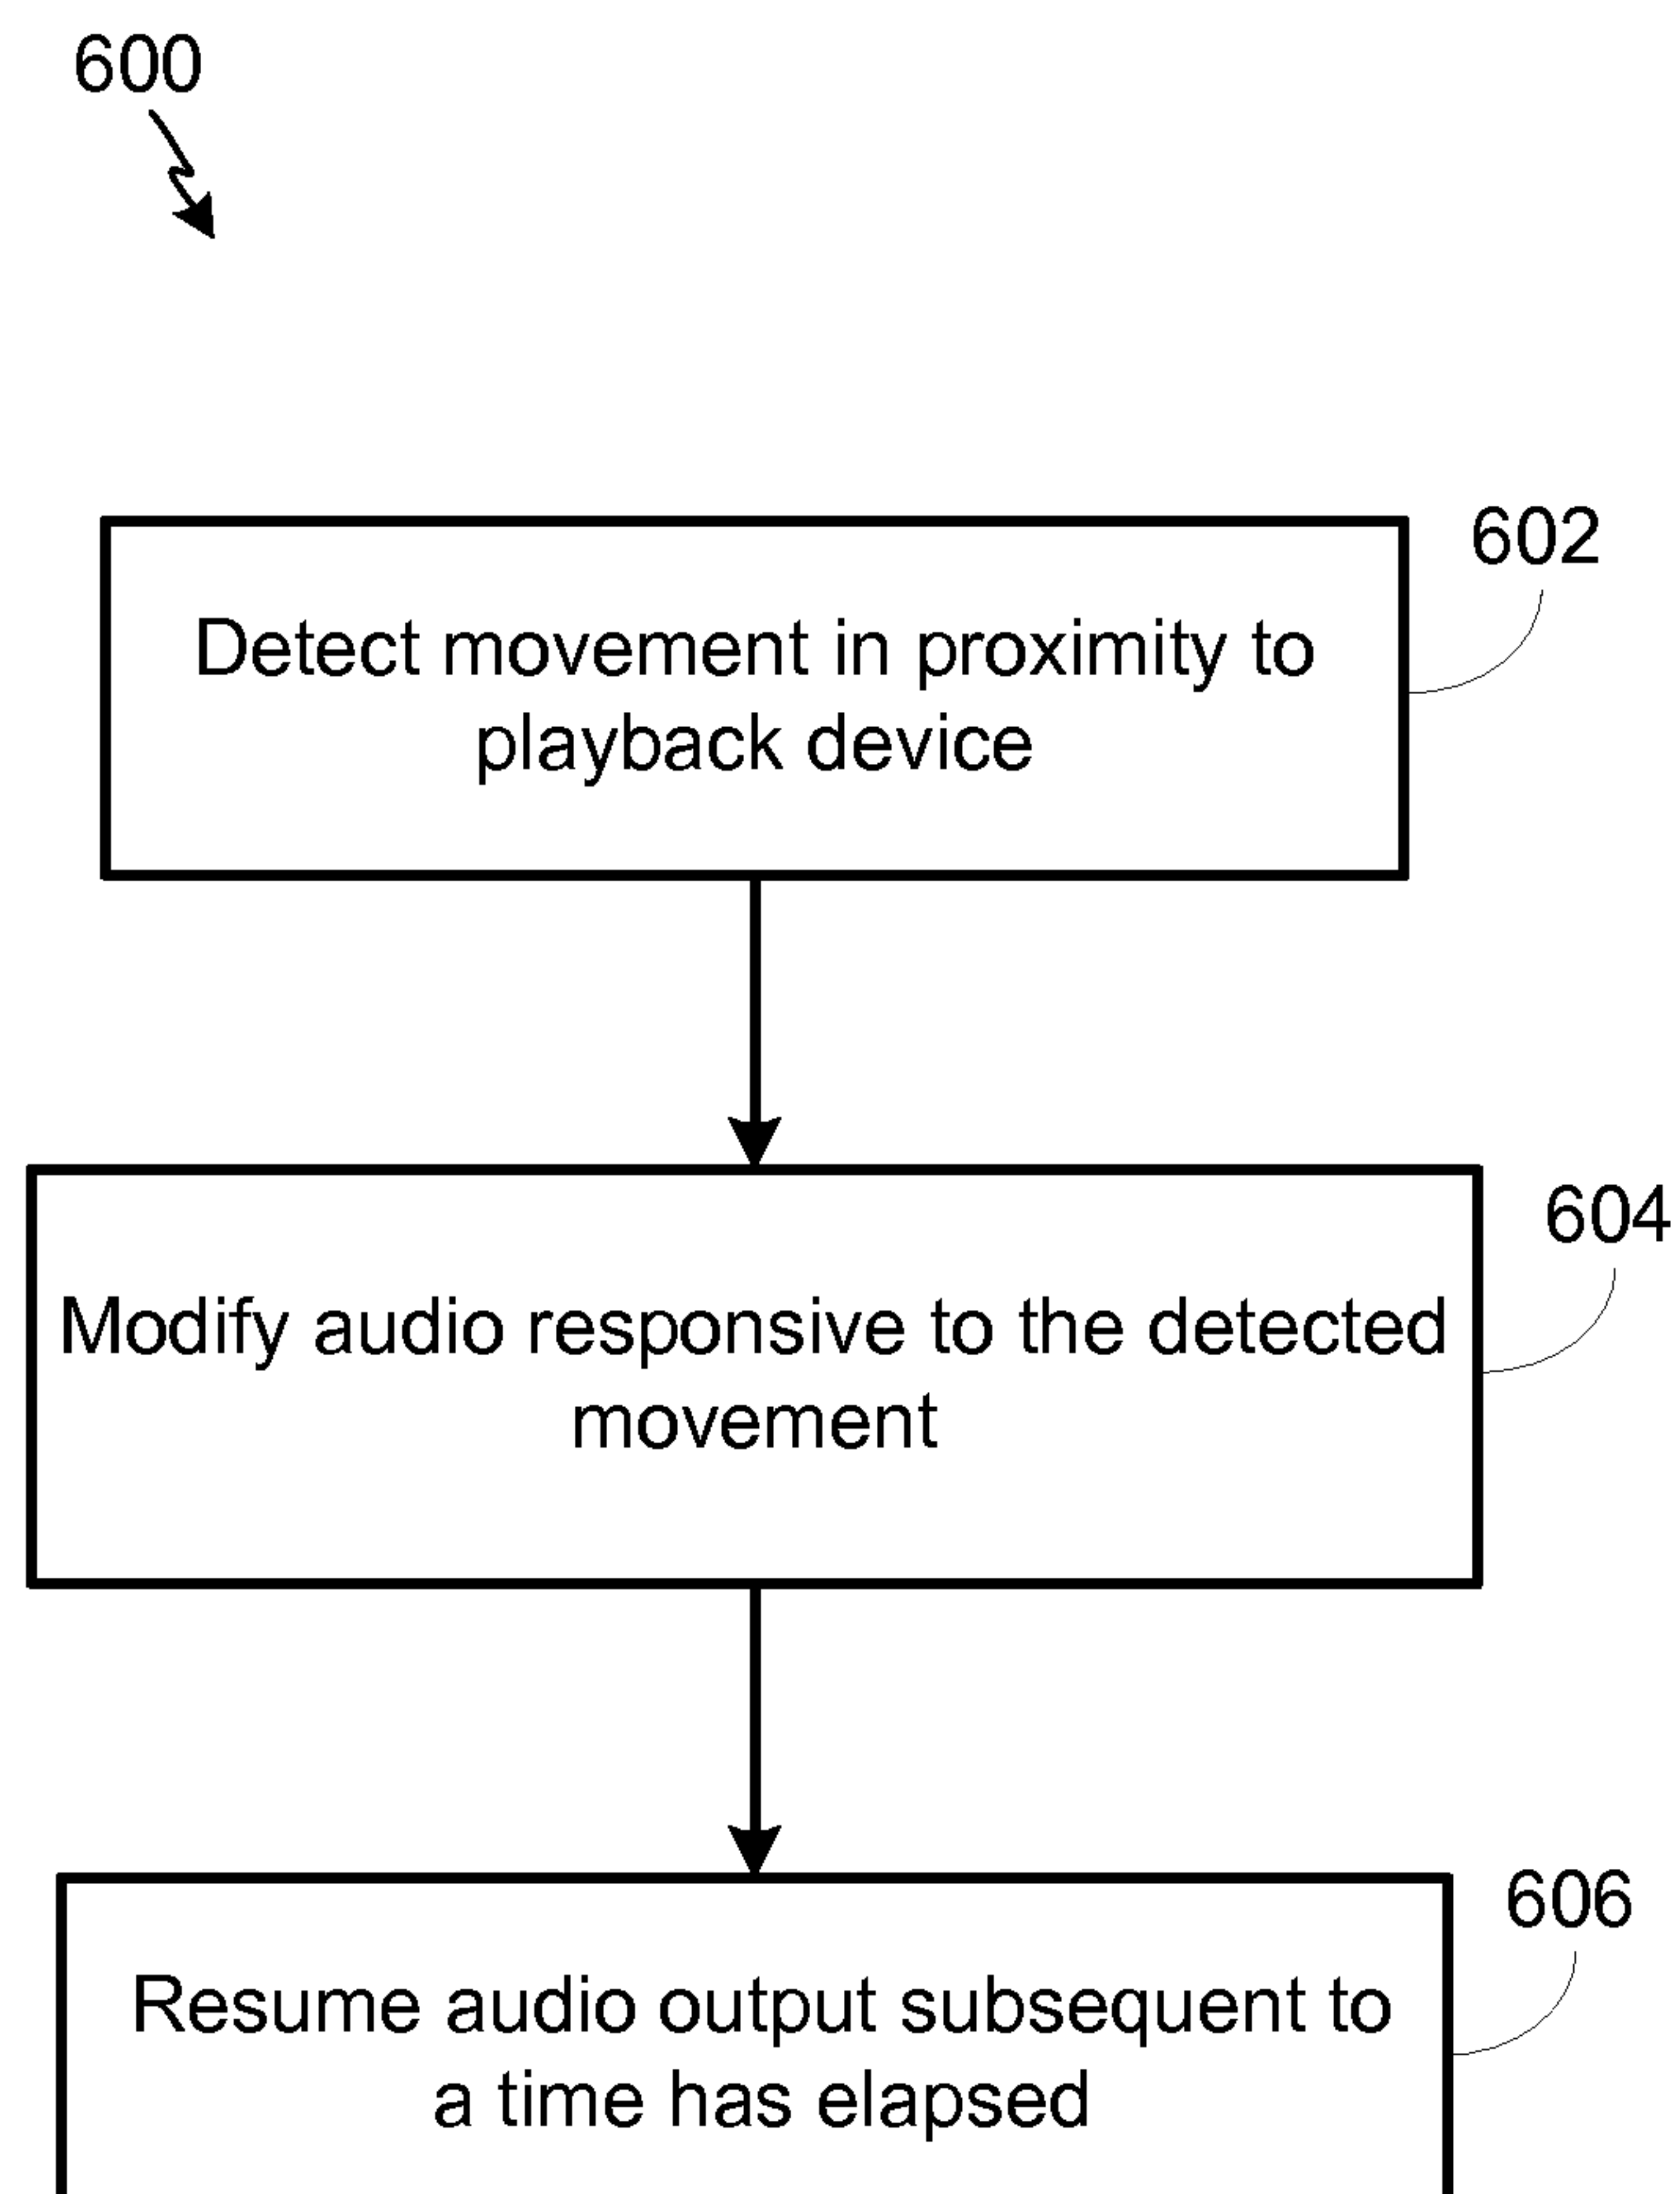 600
602
Detect movement in proximity to
playback device
604
Modify audio responsive to the detected
movement
606
Resume audio output subsequent to
a time has elapsed